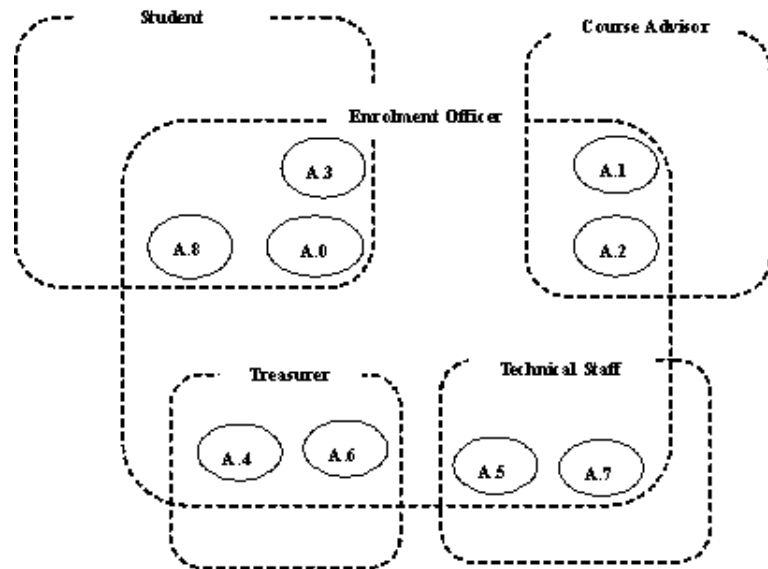 Student
Course Advisor
Enrolment Officer
A.3
A.1
A.8
A.0
A.2
Treasurer
Technical Staff
A.4
A.6
A.5
A.7